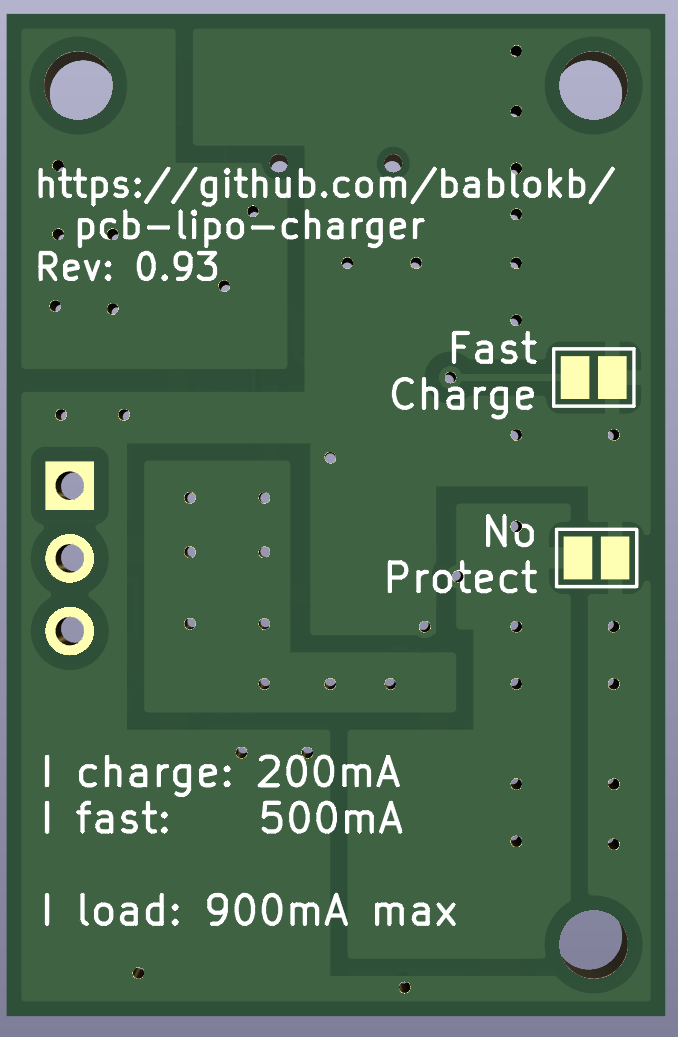 https://github.com/bablokb/
pcb-lipo-charger
Rev: 0.93
Fast
Charge
No
Protect
I charge: 200mA
I fast: 500mA
I load: 900mA max